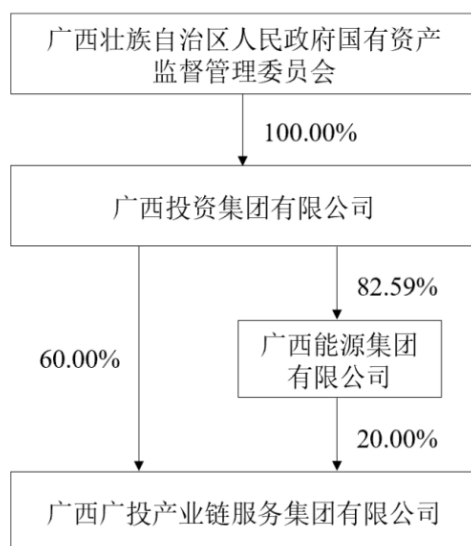 广西壮族自治区人民政府国有资产
监督管理委员会
100.00%
广西投资集团有限公司
82.59%
60.00%
广西能源集团
有限公司
20.00%
广西广投产业链服务集团有限公司